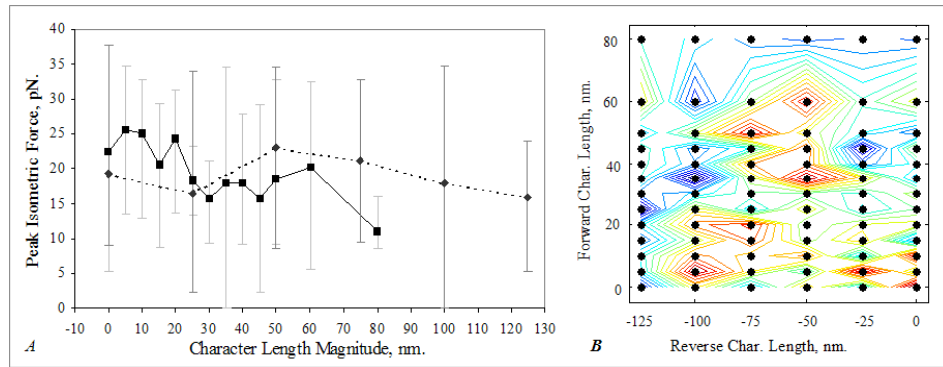 Peak Isometric Force, pN.
40
35
30
25
20
15
10
5
0
-10 0 10 20 30 40 50 60 70 80 90 100 110 120 130
A
Character Length Magnitude, nm.
Forward Char. Length, nm.
80
60
40
20
0
-125 -100 -75 -50 -25 0
B
Reverse Char. Length, nm.